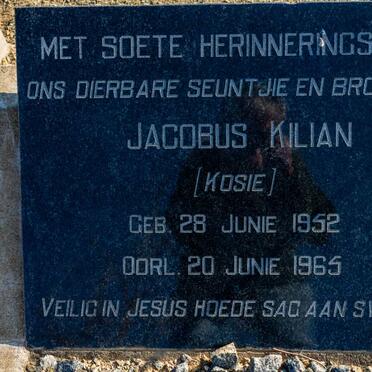 MET SOETE HERINNERINGS
ONS DIERBARE SEUNTJIE EN BRO
JACOBUS KILIAN
[KOSIE]
GEB. 28 JUNIE 1952
OORL. 20 JUNIE 1965
VEILIG IN JESUS HOEDE SAG AAN SY